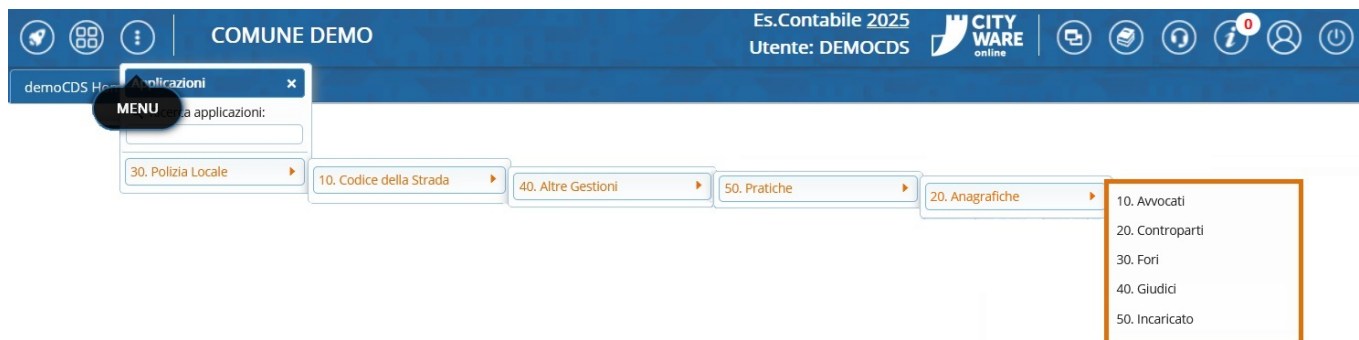 COMUNE DEMO
Es.Contabile 2025
Utente: DEMOCDS
CITY
WARE
online
0
demoCDS
Applicazioni
×
MENU
applicazioni:
30. Polizia Locale
10. Codice della Strada
40. Altre Gestioni
50. Pratiche
20. Anagrafiche
10. Avvocati
20. Controparti
30. Fori
40. Giudici
50. Incaricato